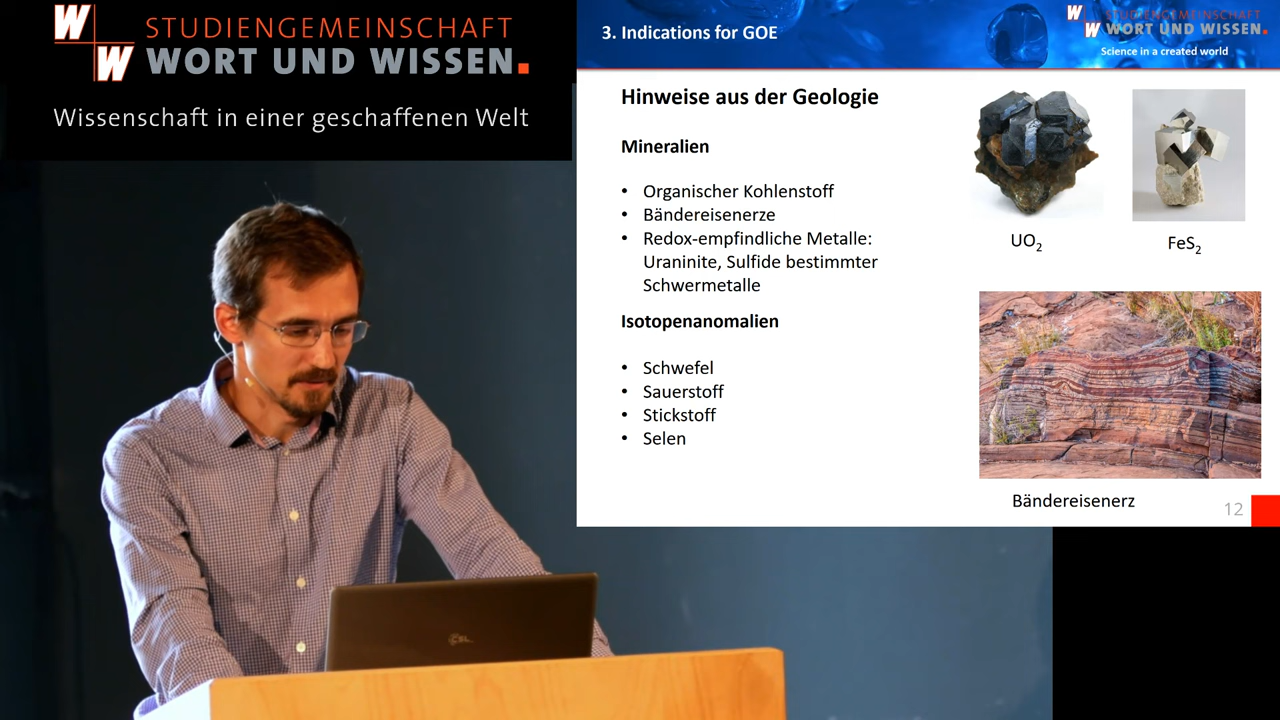 W
W
STUDIENGEMEINSCHAFT
WORT UND WISSEN.
Wissenschaft in einer geschaffenen Welt
3. Indications for GOE
W
W
STUDIENGEMEINSCHAFT
WORT UND WISSEN.
Science in a created world
Hinweise aus der Geologie
Mineralien
• Organischer Kohlenstoff
• Bändereisenerze
• Redox-empfindliche Metalle:
Uraninite, Sulfide bestimmter
Schwermetalle
Isotopenanomalien
• Schwefel
• Sauerstoff
• Stickstoff
• Selen
UO₂
FeS₂
Bändereisenerz
12